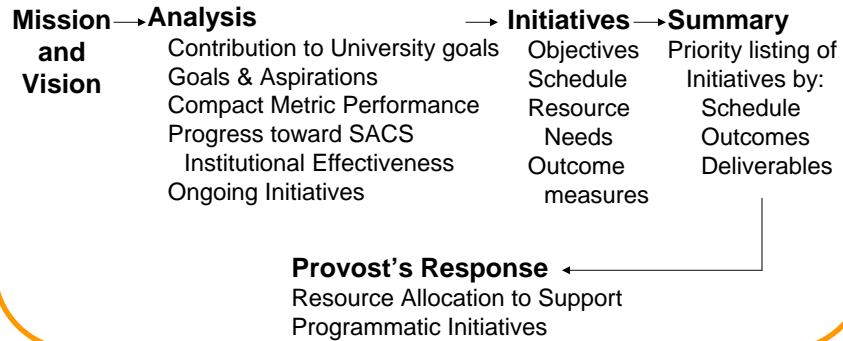 Mission
and
Vision
Analysis
Contribution to University goals
Goals & Aspirations
Compact Metric Performance
Progress toward SACS
Institutional Effectiveness
Ongoing Initiatives
Initiatives
Objectives
Schedule
Resource
Needs
Outcome
measures
Summary
Priority listing of
Initiatives by:
Schedule
Outcomes
Deliverables
Provost's Response
Resource Allocation to Support
Programmatic Initiatives